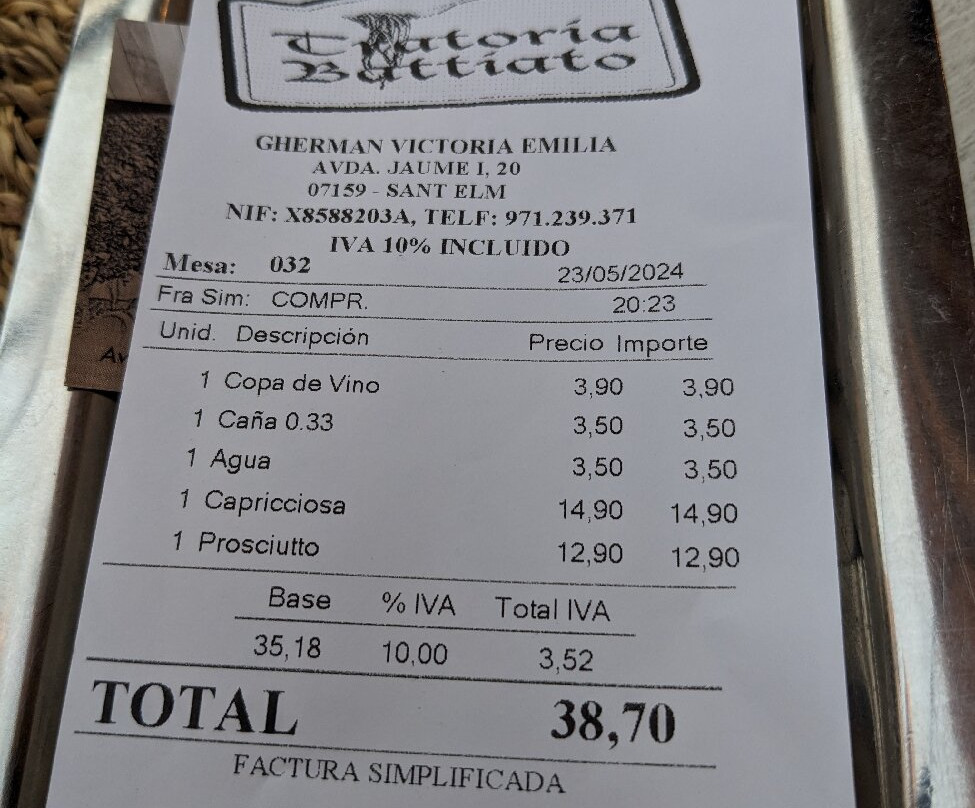 Tratoria
Battiato
GHERMAN VICTORIA EMILIA
AVDA. JAUME I, 20
07159 - SANT ELM
NIF: X8588203A, TELF: 971.239.371
IVA 10% INCLUIDO
Mesa: 032 23/05/2024
Fra Sim: COMPR. 20:23
Unid. Descripción Precio Importe
1 Copa de Vino 3,90 3,90
1 Caña 0.33 3,50 3,50
1 Agua 3,50 3,50
1 Capricciosa 14,90 14,90
1 Prosciutto 12,90 12,90
Base % IVA Total IVA
35,18 10,00 3,52
TOTAL 38,70
FACTURA SIMPLIFICADA